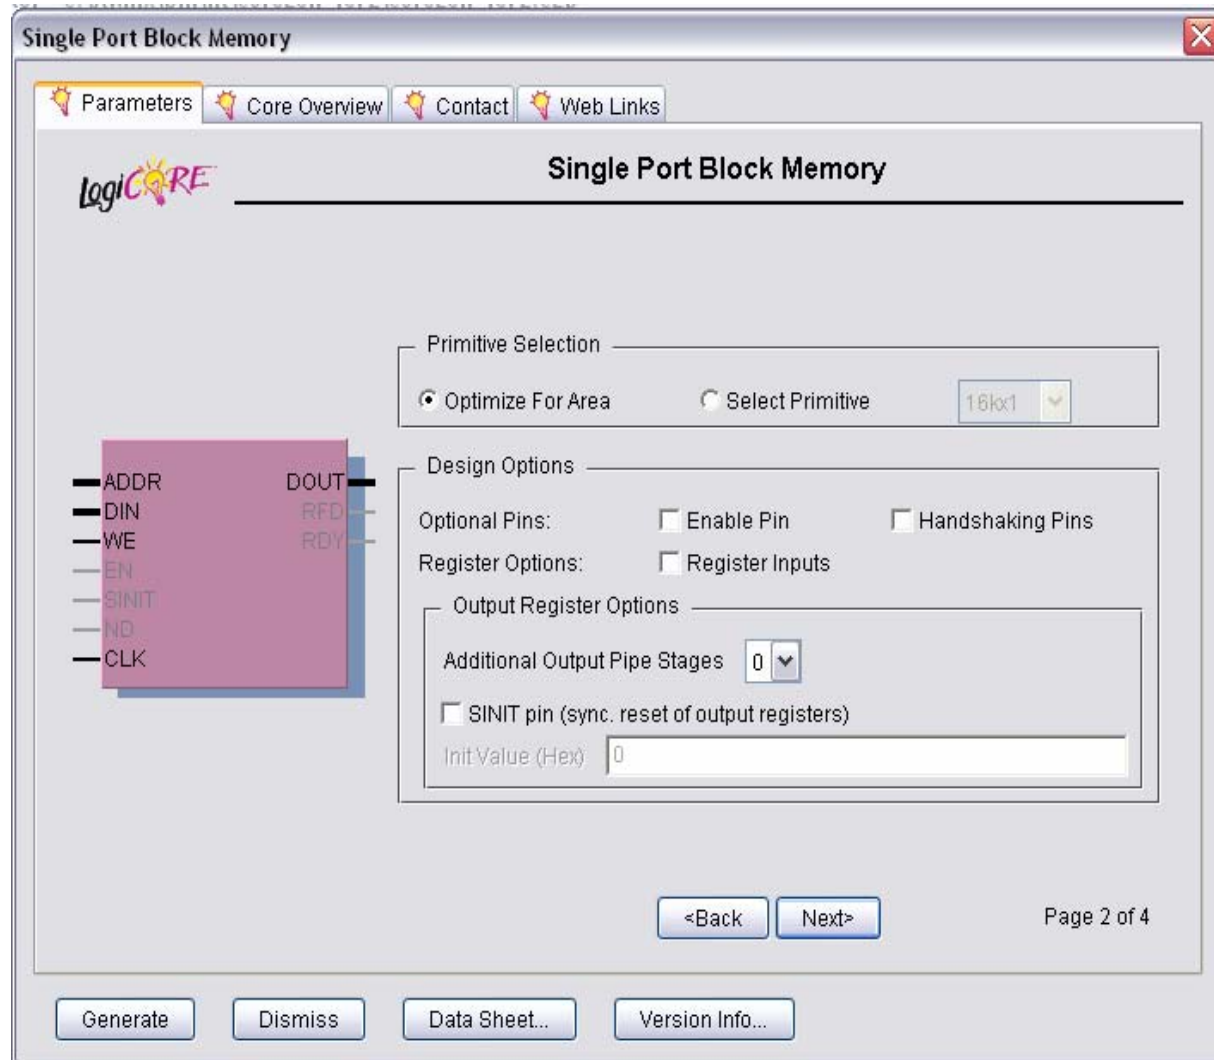 Single Port Block Memory
Parameters Core Overview Contact Web Links
LogiCORE
Single Port Block Memory
Primitive Selection
Optimize For Area Select Primitive 16kx1
ADDR DOUT
DIN RFD
WE RDY
EN
SINIT
ND
CLK
Design Options
Optional Pins: Enable Pin Handshaking Pins
Register Options: Register Inputs
Output Register Options
Additional Output Pipe Stages 0
SINIT pin (sync. reset of output registers)
Init Value (Hex) 0
<Back Next> Page 2 of 4
Generate Dismiss Data Sheet... Version Info...